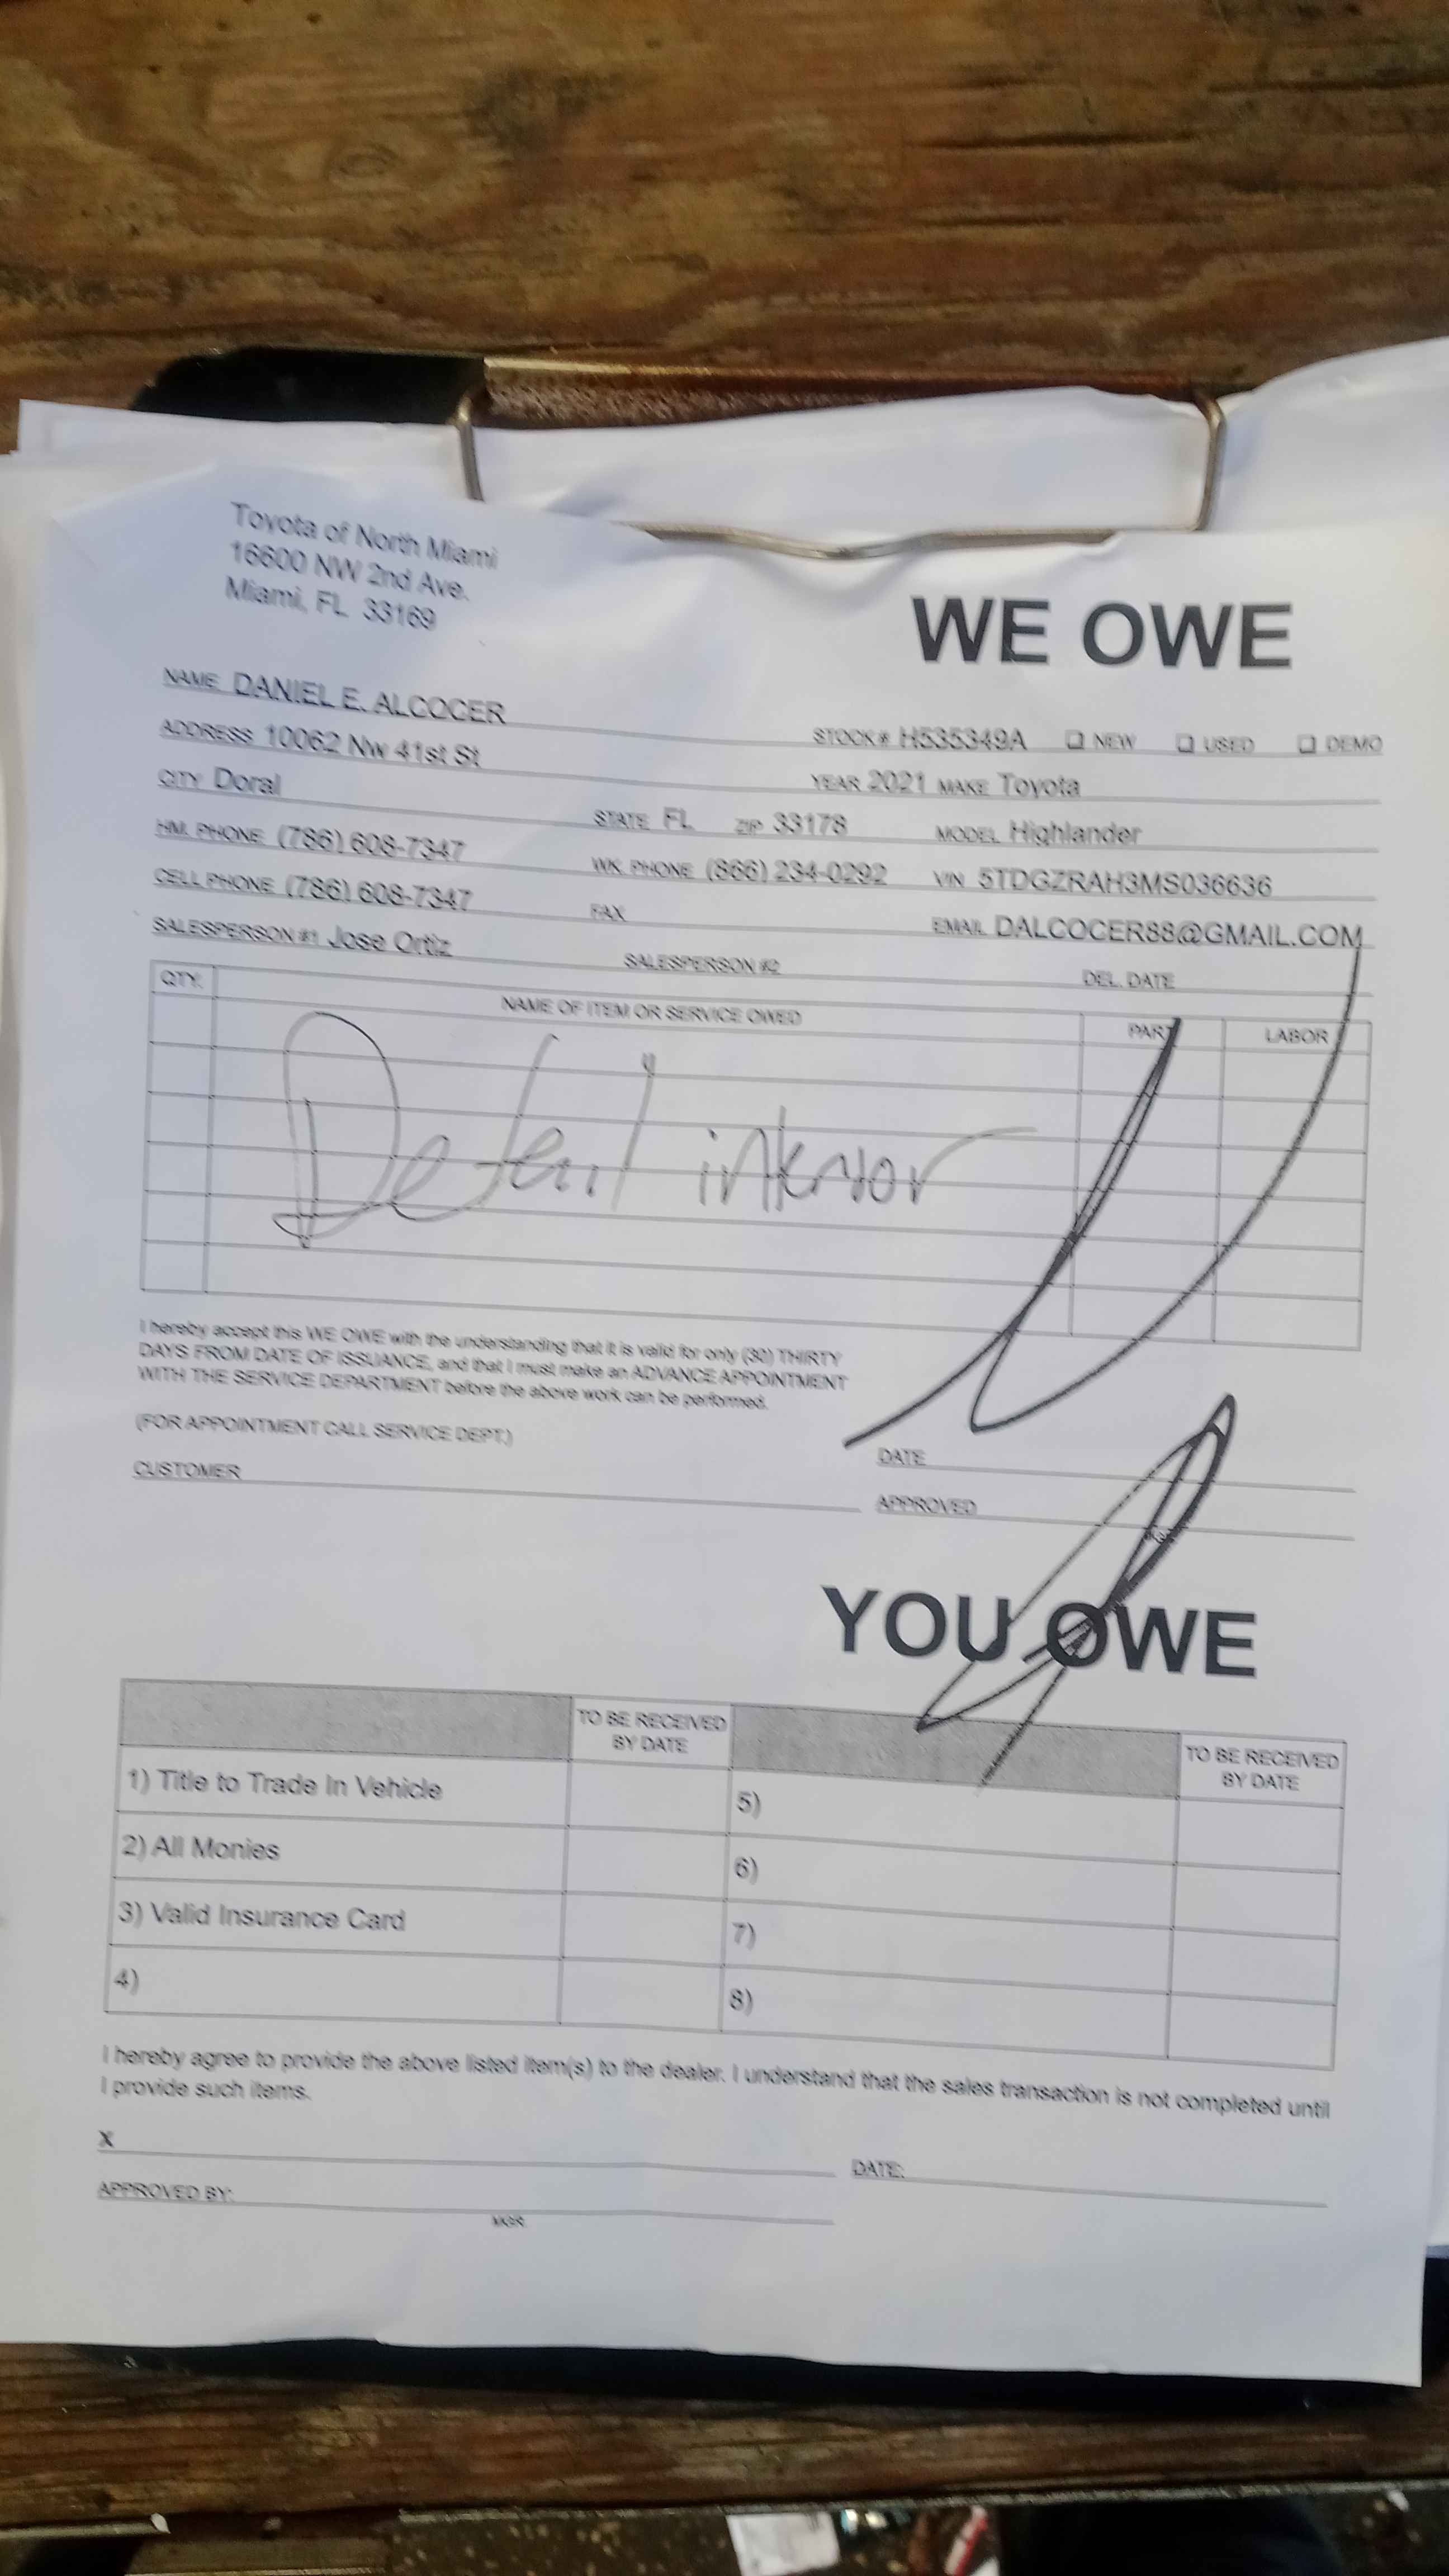 Toyota of North Miami
16600 NW 2nd Ave.
Miami, FL 33169
WE OWE
NAME DANIEL E. ALCOCER
ADDRESS 10062 Nw 41st St
STOCK# H535349A ❏ NEW ❏ USED ❏ DEMO
CITY Doral
YEAR 2021 MAKE Toyota
STATE FL ZIP 33178 MODEL Highlander
HM. PHONE (786) 608-7347
WK. PHONE (866) 234-0292 VIN 5TDGZRAH3MS036636
CELL PHONE (786) 608-7347
FAX EMAIL DALCOCER88@GMAIL.COM
SALESPERSON #1 Jose Ortiz SALESPERSON #2 DEL. DATE
QTY. NAME OF ITEM OR SERVICE OWED PART LABOR
Detail interior
I hereby accept this WE OWE with the understanding that it is valid for only (30) THIRTY
DAYS FROM DATE OF ISSUANCE, and that I must make an ADVANCE APPOINTMENT
WITH THE SERVICE DEPARTMENT before the above work can be performed.
(FOR APPOINTMENT CALL SERVICE DEPT.)
DATE
CUSTOMER
APPROVED
YOU OWE
TO BE RECEIVED
BY DATE
TO BE RECEIVED
BY DATE
1) Title to Trade In Vehicle
5)
2) All Monies
6)
3) Valid Insurance Card
7)
4)
8)
I hereby agree to provide the above listed item(s) to the dealer. I understand that the sales transaction is not completed until
I provide such items.
X
DATE:
APPROVED BY:
MGR.